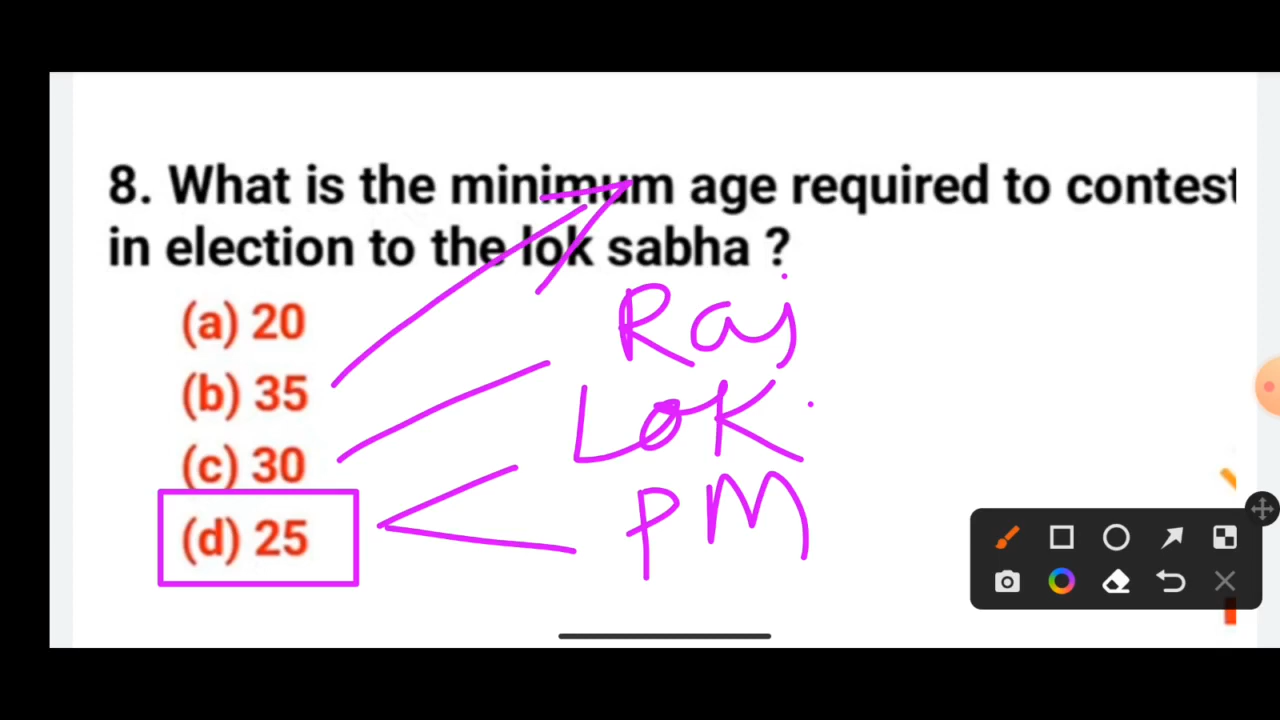 8. What is the minimum age required to contest
in election to the lok sabha ?
(a) 20
Raj
(b) 35
LOK
(c) 30
PM
(d) 25